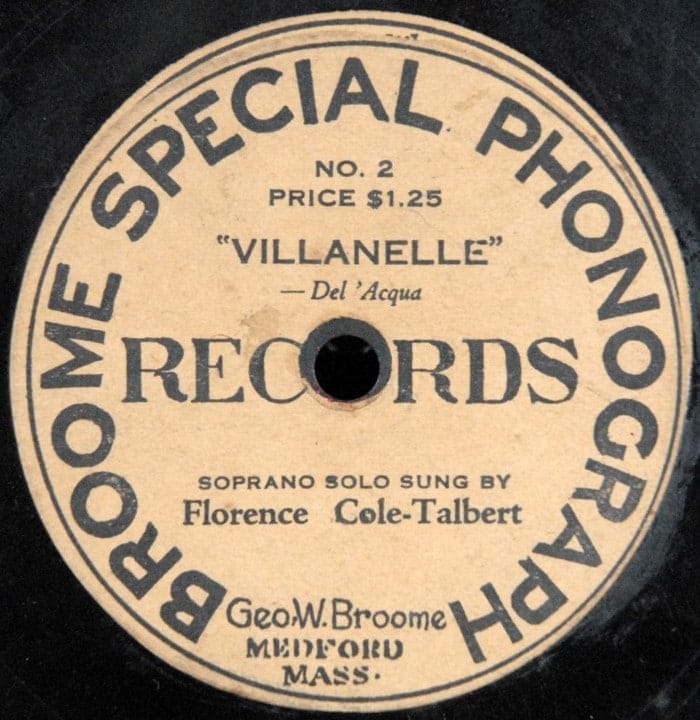 BROOME SPECIAL PHONOGRAPH
NO. 2
PRICE $1.25
"VILLANELLE"
— Del 'Acqua
RECORDS
SOPRANO SOLO SUNG BY
Florence Cole-Talbert
Geo.W.Broome
MEDFORD
MASS.